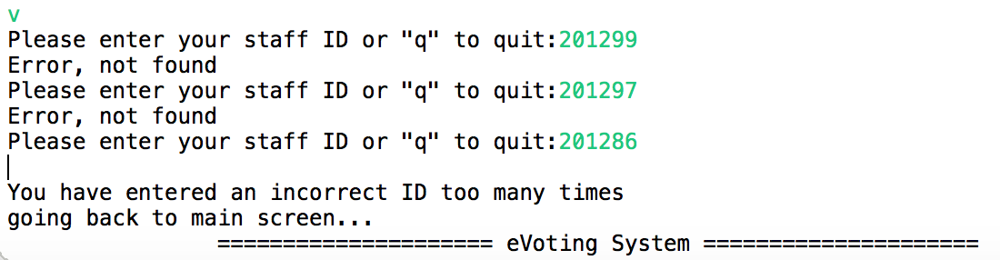 v
Please enter your staff ID or "q" to quit:201299
Error, not found
Please enter your staff ID or "q" to quit:201297
Error, not found
Please enter your staff ID or "q" to quit:201286
You have entered an incorrect ID too many times
going back to main screen...
===================== eVoting System =====================